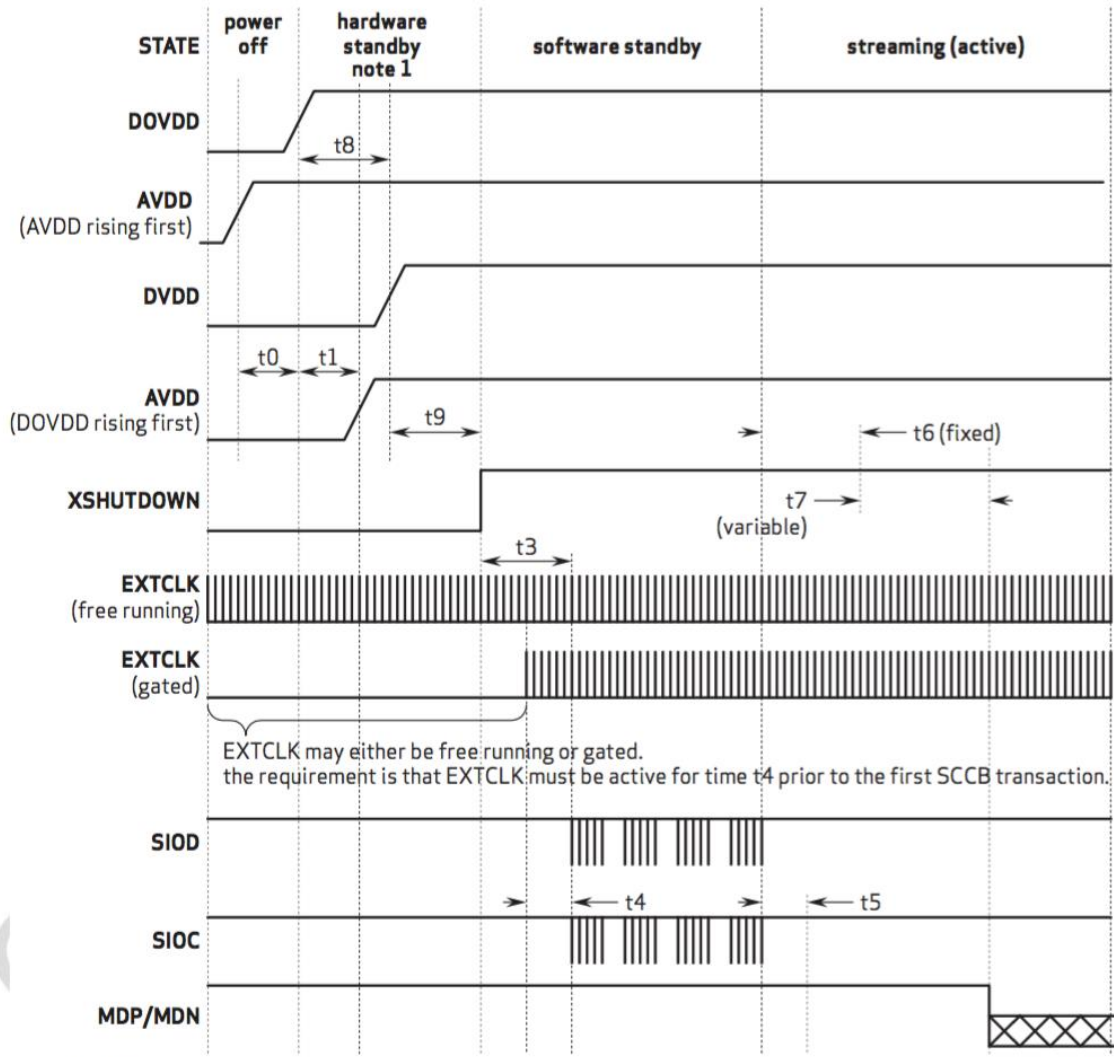 STATE
power
off
hardware
standby
note 1
software standby
streaming (active)
DOVDD
t8
AVDD
(AVDD rising first)
DVDD
t0
t1
AVDD
(DOVDD rising first)
t9
t6 (fixed)
XSHUTDOWN
t7
(variable)
t3
EXTCLK
(free running)
EXTCLK
(gated)
EXTCLK may either be free running or gated.
the requirement is that EXTCLK must be active for time t4 prior to the first SCCB transaction.
SIOD
t4
t5
SIOC
MDP/MDN